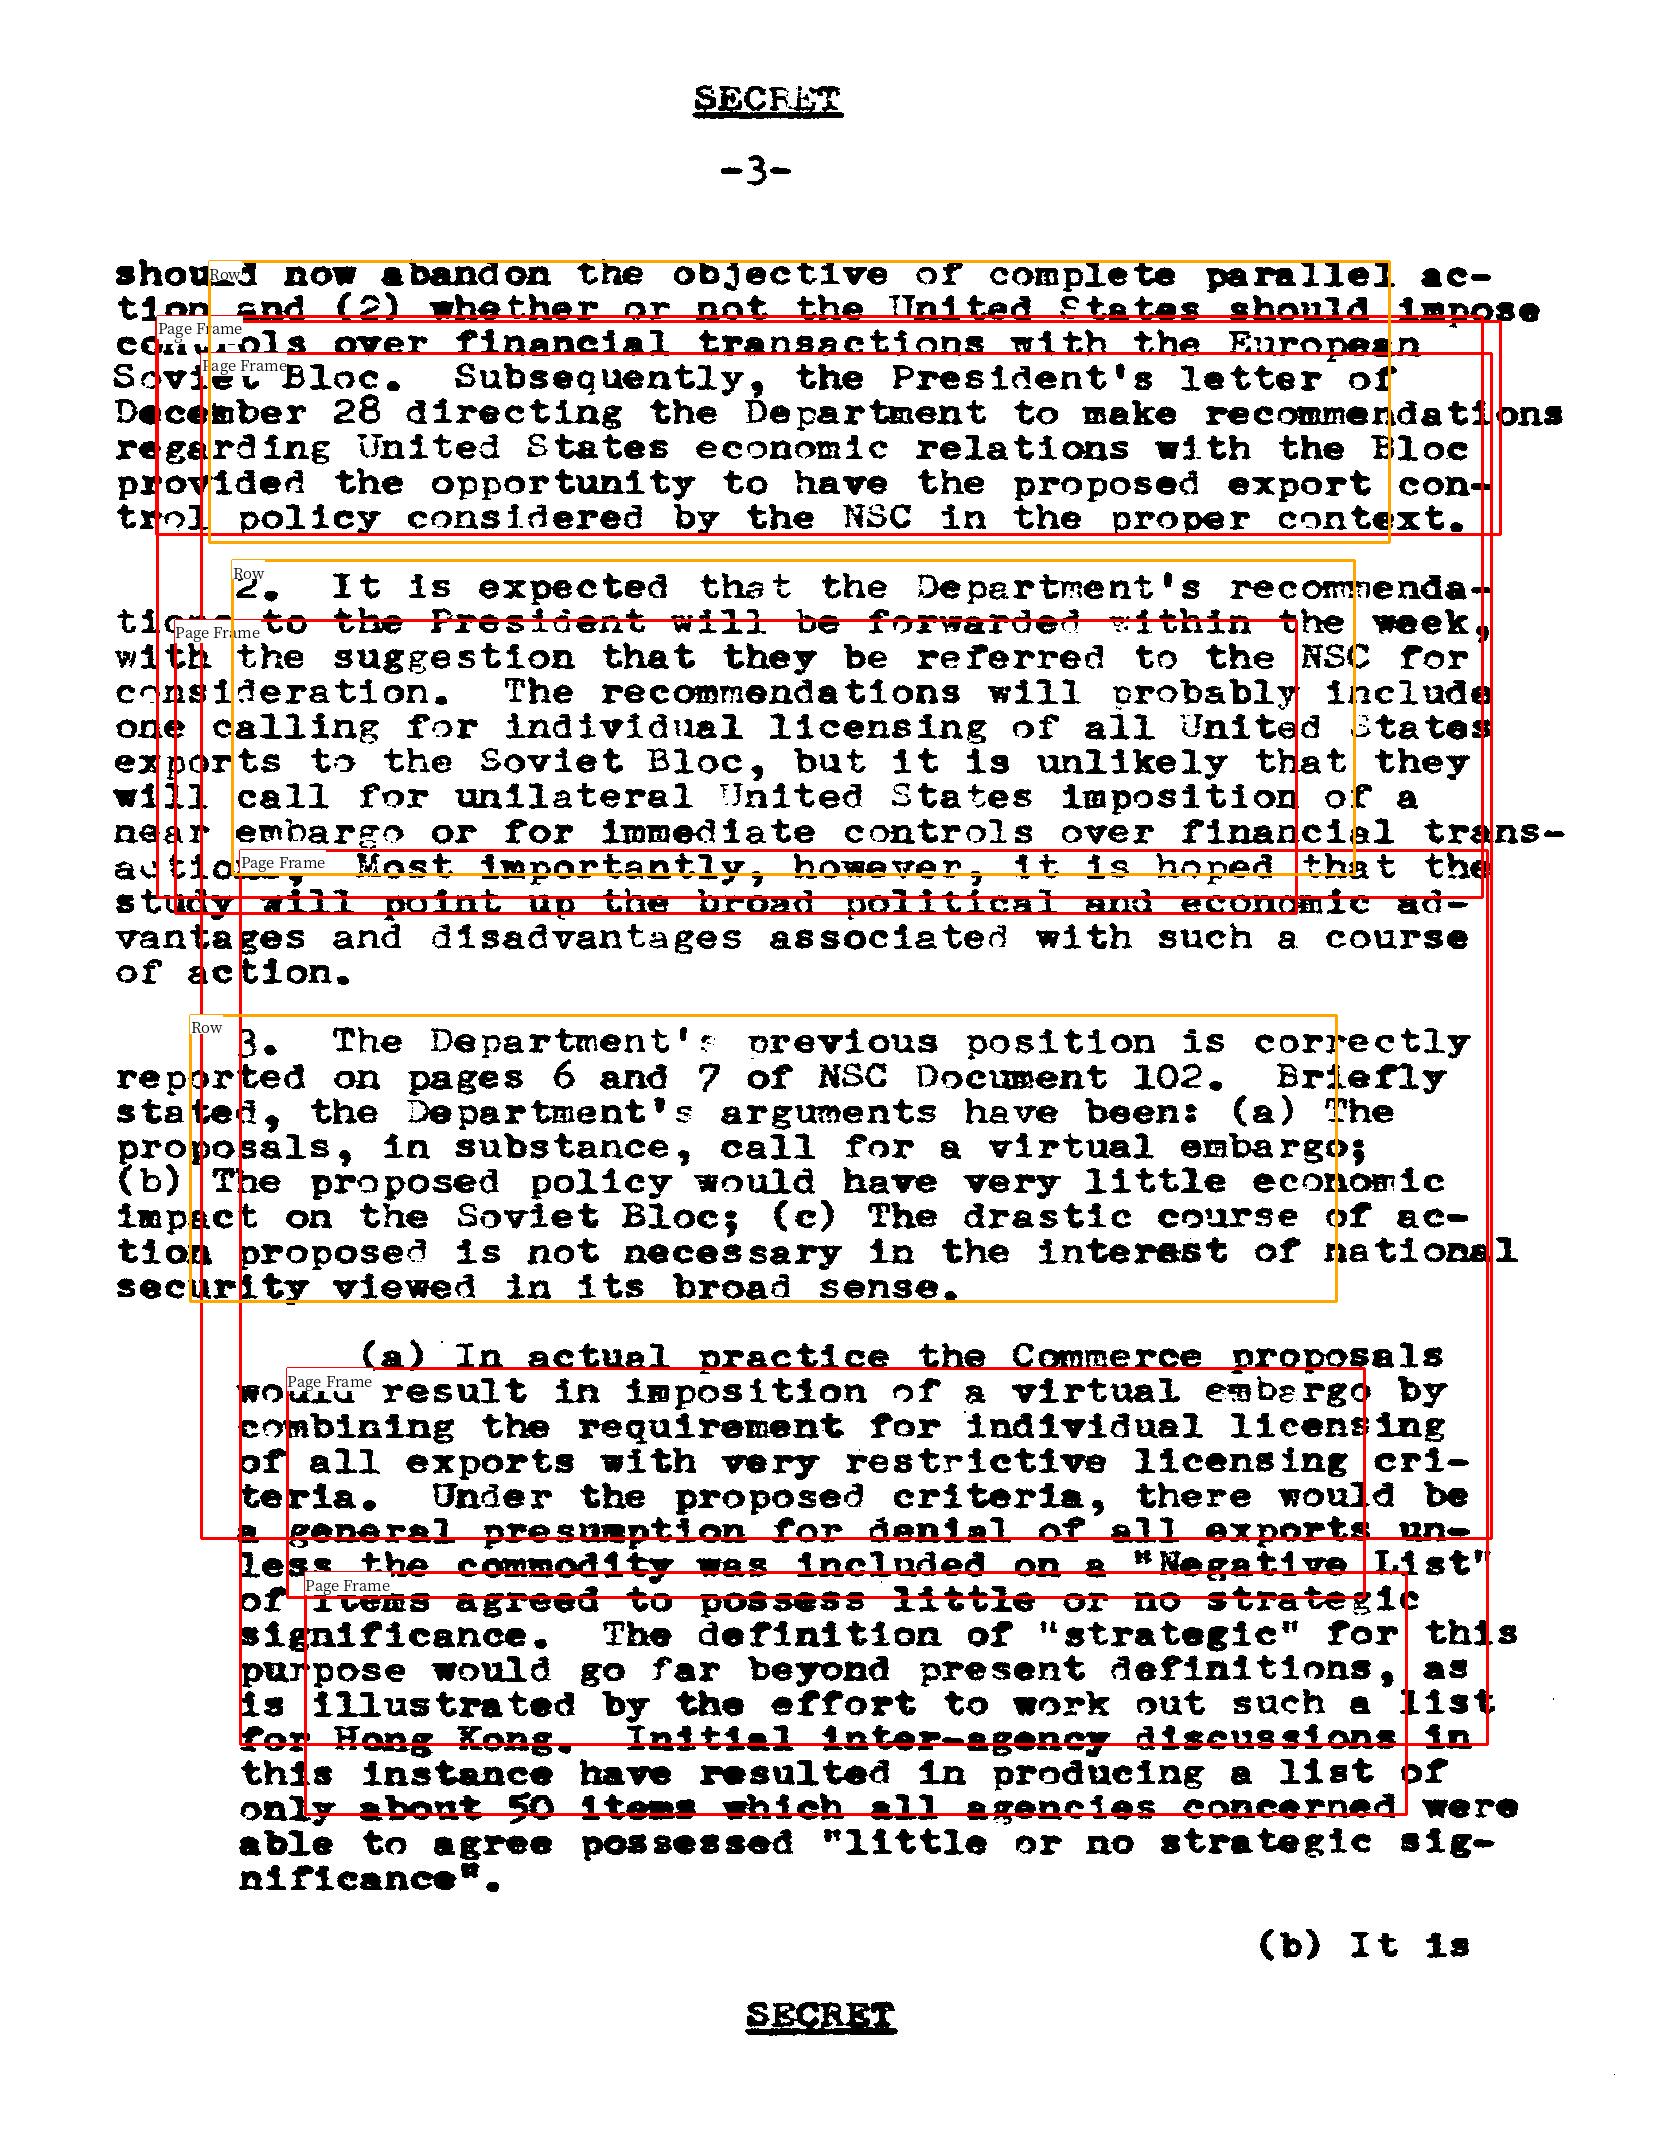 SECRET
-3-
should now abandon the objective of complete parallel ac-
tion and (2) whether or not the United States should impose
controls over financial transactions with the European
Soviet Bloc. Subsequently, the President's letter of
December 28 directing the Department to make recommendations
regarding United States economic relations with the Bloc
provided the opportunity to have the proposed export con-
trol policy considered by the NSC in the proper context.
2. It is expected that the Department's recommenda-
tions to the President will be forwarded within the week,
with the suggestion that they be referred to the NSC for
consideration. The recommendations will probably include
one calling for individual licensing of all United States
exports to the Soviet Bloc, but it is unlikely that they
will call for unilateral United States imposition of a
near embargo or for immediate controls over financial trans-
actions, Most importantly, however, it is hoped that the
study will point up the broad political and economic ad-
vantages and disadvantages associated with such a course
of action.
3. The Department's previous position is correctly
reported on pages 6 and 7 of NSC Document 102. Briefly
stated, the Department's arguments have been: (a) The
proposals, in substance, call for a virtual embargo;
(b) The proposed policy would have very little economic
impact on the Soviet Bloc; (c) The drastic course of ac-
tion proposed is not necessary in the interest of national
security viewed in its broad sense.
(a) In actual practice the Commerce proposals
would result in imposition of a virtual embargo by
combining the requirement for individual licensing
of all exports with very restrictive licensing cri-
teria. Under the proposed criteria, there would be
a general presumption for denial of all exports un-
less the commodity was included on a "Negative List"
of items agreed to possess little or no strategic
significance. The definition of "strategic" for this
purpose would go far beyond present definitions, as
is illustrated by the effort to work out such a list
for Hong Kong. Initial inter-agency discussions in
this instance have resulted in producing a list of
only about 50 items which all agencies concerned were
able to agree possessed "little or no strategic sig-
nificance".
(b) It is
SECRET
Row
Page Frame
Page Frame
Row
Page Frame
Page Frame
Row
Page Frame
Page Frame